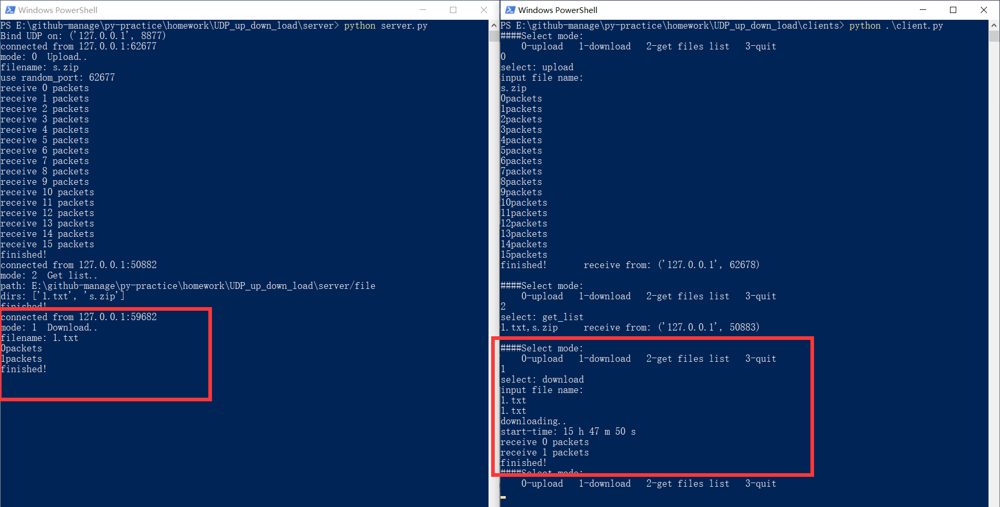 Windows PowerShell
PS E:\github-manage\py-practice\homework\UDP_up_down_load\server> python server.py
Bind UDP on: ('127.0.0.1', 8877)
connected from 127.0.0.1:62677
mode: 0  Upload..
filename: s.zip
use random_port: 62677
receive 0 packets
receive 1 packets
receive 2 packets
receive 3 packets
receive 4 packets
receive 5 packets
receive 6 packets
receive 7 packets
receive 8 packets
receive 9 packets
receive 10 packets
receive 11 packets
receive 12 packets
receive 13 packets
receive 14 packets
receive 15 packets
finished!
connected from 127.0.0.1:50882
mode: 2  Get list..
path: E:\github-manage\py-practice\homework\UDP_up_down_load\server/file
dirs: ['1.txt', 's.zip']
finished!
connected from 127.0.0.1:59682
mode: 1  Download..
filename: 1.txt
0packets
1packets
finished!
Windows PowerShell
PS E:\github-manage\py-practice\homework\UDP_up_down_load\clients> python .\client.py
####Select mode:
    0-upload   1-download   2-get files list   3-quit
0
select: upload
input file name:
s.zip
0packets
1packets
2packets
3packets
4packets
5packets
6packets
7packets
8packets
9packets
10packets
11packets
12packets
13packets
14packets
15packets
finished!       receive from: ('127.0.0.1', 62678)
####Select mode:
    0-upload   1-download   2-get files list   3-quit
2
select: get_list
1.txt,s.zip     receive from: ('127.0.0.1', 50883)
####Select mode:
    0-upload   1-download   2-get files list   3-quit
1
select: download
input file name:
1.txt
1.txt
downloading..
start-time: 15 h 47 m 50 s
receive 0 packets
receive 1 packets
finished!
####Select mode:
    0-upload   1-download   2-get files list   3-quit